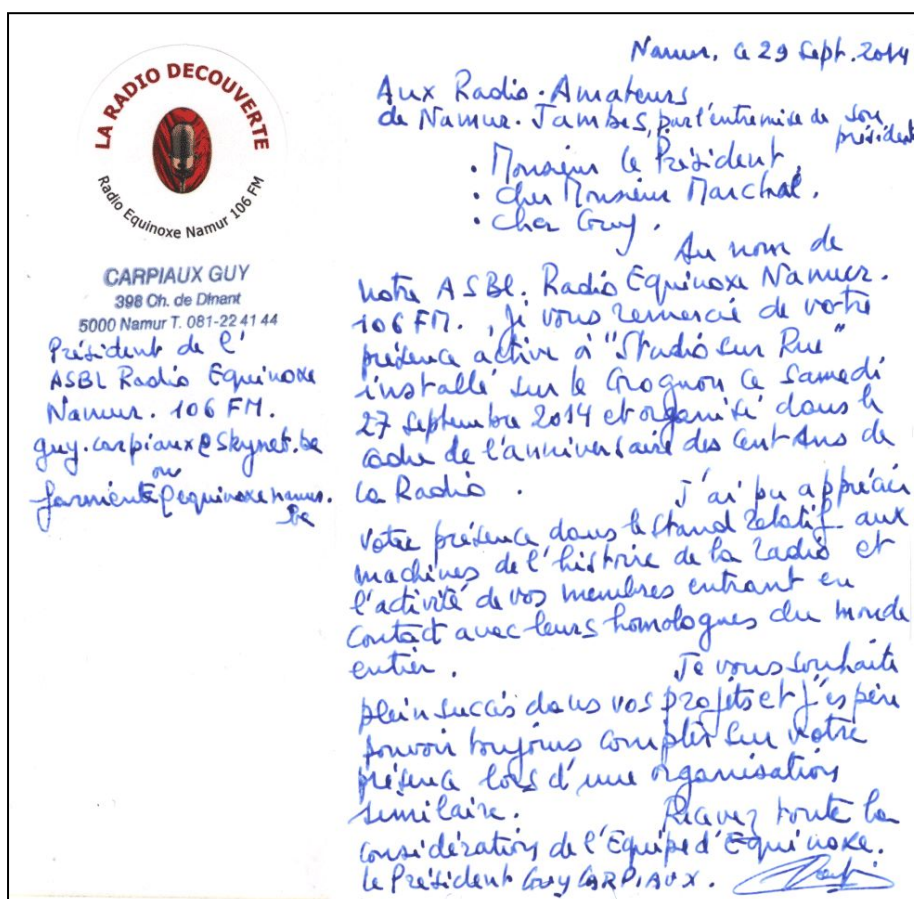 LA RADIO DECOUVERTE
Radio Equinoxe Namur 106 FM
CARPIAUX GUY
398 Ch. de Dinant
5000 Namur T. 081-22 41 44
Président de l'
ASBL Radio Equinoxe
Namur. 106 FM.
guy.carpiaux@skynet.be
ou
farniente@equinoxenamur.
be
Namur, le 29 Sept. 2014
Aux Radio-Amateurs
de Namur-Jambes, par l'entremise de son
président
• Monsieur le Président,
• Cher Monsieur Marchal,
• Cher Guy,
Au nom de
notre ASBL. Radio Equinoxe Namur.
106 FM., je vous remercie de votre
présence active à "Studio sur Rue"
installé sur le Grognon ce samedi
27 septembre 2014 et organisé dans le
cadre de l'anniversaire des Cent Ans de
la Radio.
J'ai pu apprécier
votre présence dans le stand relatif aux
machines de l'histoire de la radio et
l'activité de vos membres entrant en
contact avec leurs homologues du monde
entier.
Je vous souhaite
plein succès dans vos projets et j'espère
pouvoir toujours compter sur votre
présence lors d'une organisation
similaire.
Recevez toute la
considération de l'Equipe d'Equinoxe.
le Président Guy CARPIAUX.